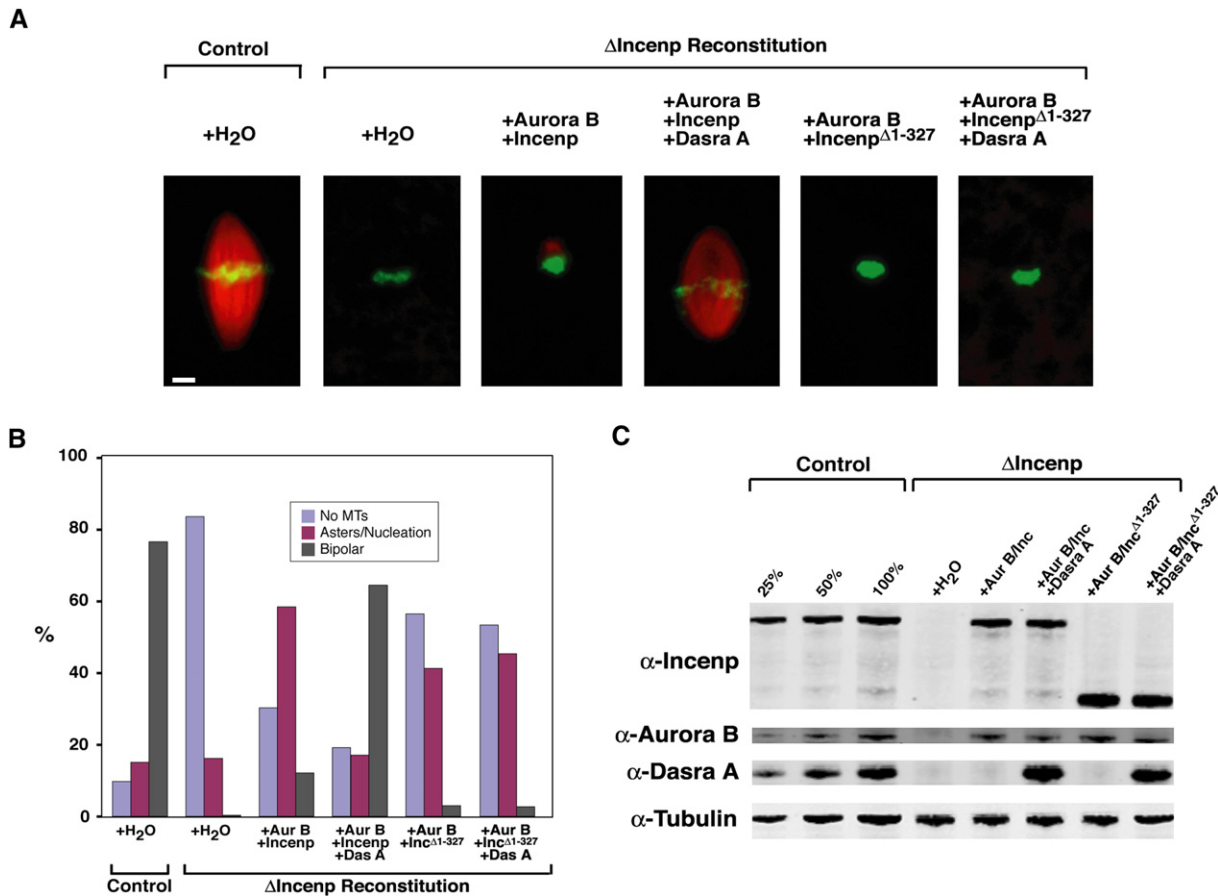 A
Control
ΔIncenp Reconstitution
+H2O
+H2O
+Aurora B
+Incenp
+Aurora B
+Incenp
+Dasra A
+Aurora B
+IncenpΔ1-327
+Aurora B
+IncenpΔ1-327
+Dasra A
B
%
100
80
60
40
20
0
No MTs
Asters/Nucleation
Bipolar
+H2O
+H2O
+Aur B
+Incenp
+Aur B
+Incenp
+Das A
+Aur B
+IncΔ1-327
+Aur B
+IncΔ1-327
+Das A
Control
ΔIncenp Reconstitution
C
Control
ΔIncenp
25%
50%
100%
+H2O
+Aur B/Inc
+Aur B/Inc
+Dasra A
+Aur B/IncΔ1-327
+Aur B/IncΔ1-327
+Dasra A
α-Incenp
α-Aurora B
α-Dasra A
α-Tubulin